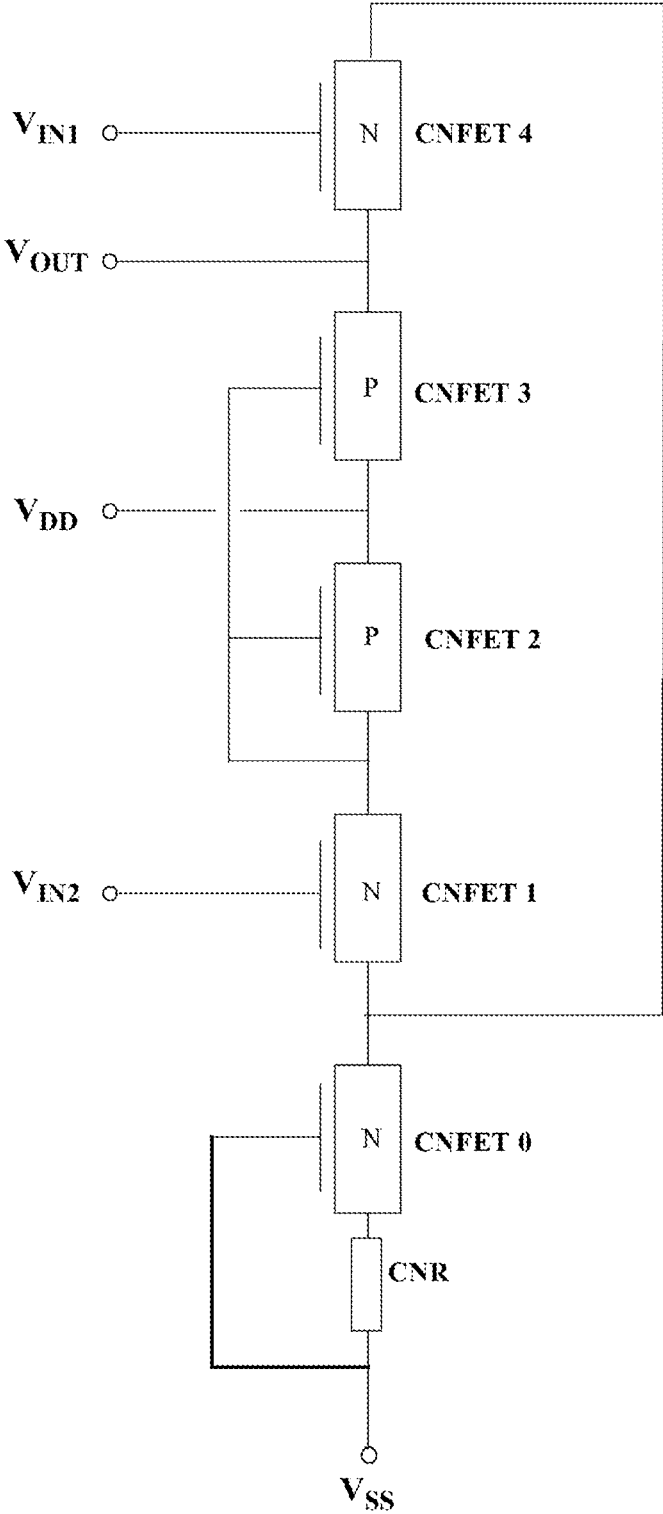 V_IN1
N
CNFET 4
V_OUT
P
CNFET 3
V_DD
P
CNFET 2
V_IN2
N
CNFET 1
N
CNFET 0
CNR
V_SS